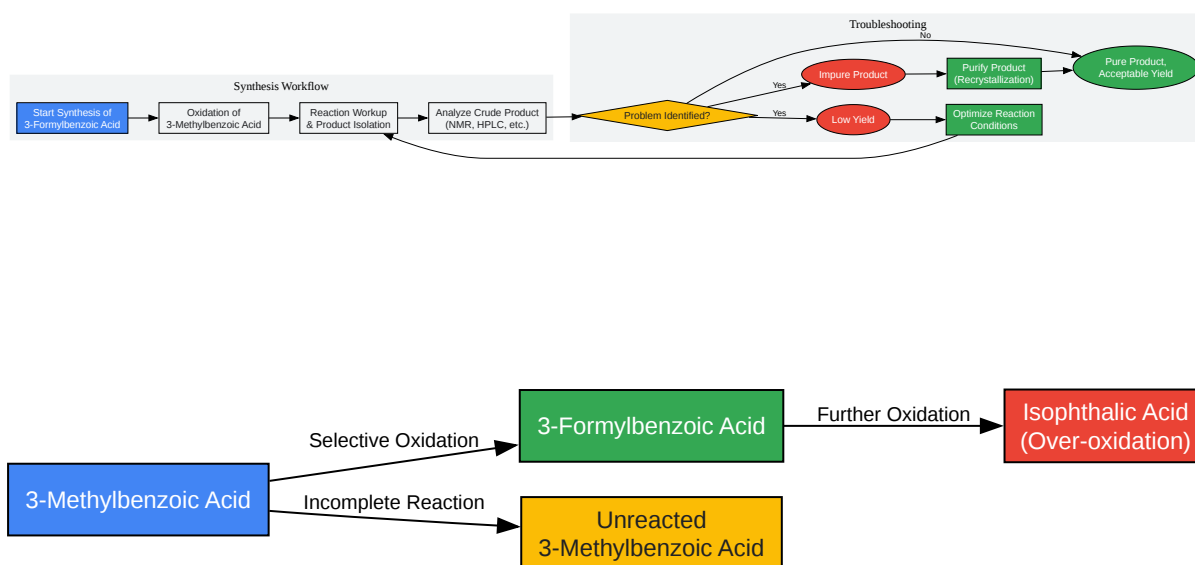 Troubleshooting
No
Synthesis Workflow
Start Synthesis of
3-Formylbenzoic Acid
Oxidation of
3-Methylbenzoic Acid
Reaction Workup
& Product Isolation
Analyze Crude Product
(NMR, HPLC, etc.)
Problem Identified?
Yes
Impure Product
Purify Product
(Recrystallization)
Pure Product,
Acceptable Yield
Yes
Low Yield
Optimize Reaction
Conditions
3-Methylbenzoic Acid
Selective Oxidation
3-Formylbenzoic Acid
Further Oxidation
Isophthalic Acid
(Over-oxidation)
Incomplete Reaction
Unreacted
3-Methylbenzoic Acid